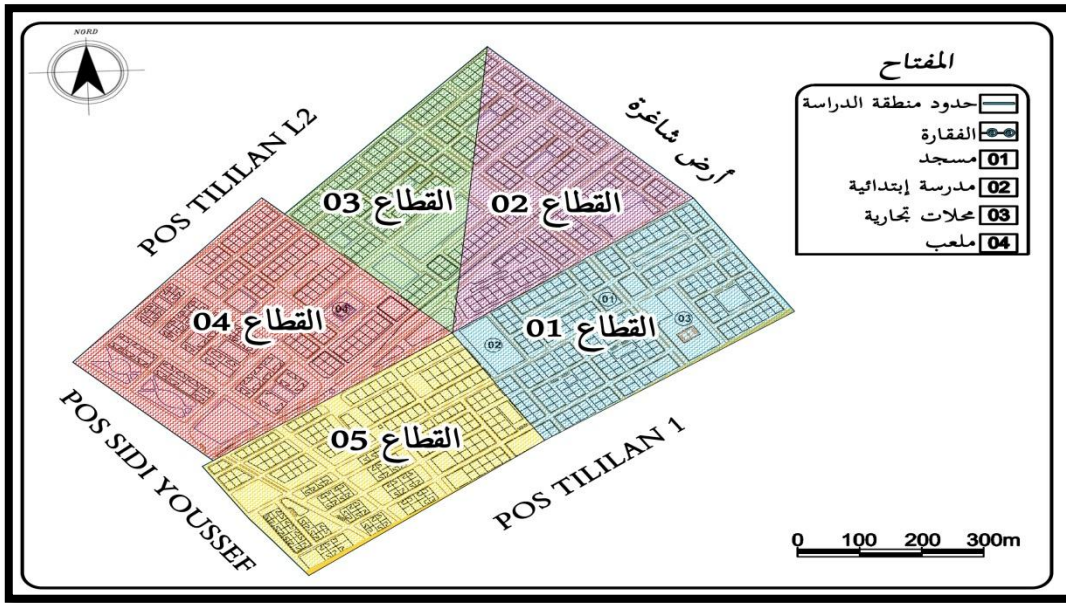 NORD
المفتاح
حدود منطقة الدراسة
الفقارة
01 مسجد
02 مدرسة إبتدائية
03 محلات تجارية
04 ملعب
POS TILILAN L2
أرض شاغرة
القطاع 03
القطاع 02
القطاع 04
القطاع 01
القطاع 05
01
02
03
POS SIDI YOUSSEF
POS TILILAN 1
0 100 200 300m